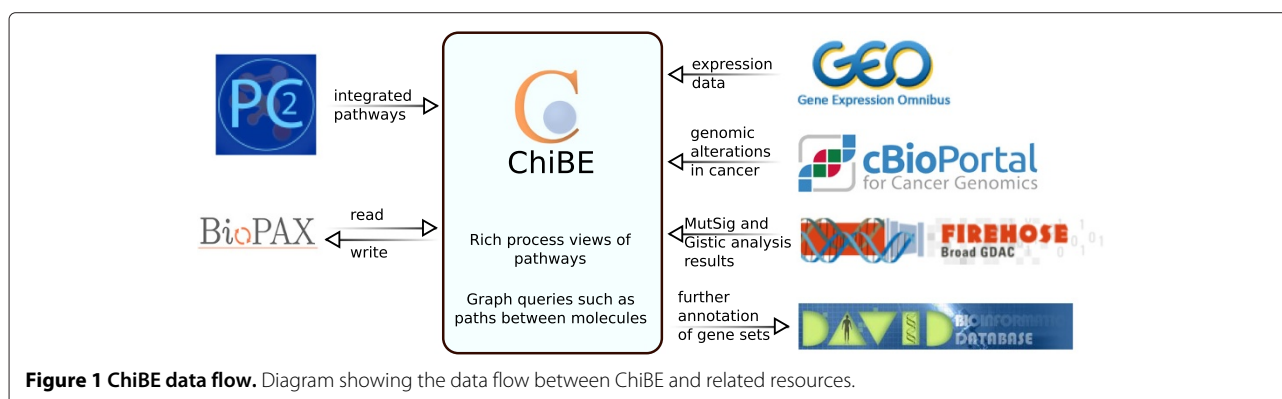 PC2
integrated
pathways
BioPAX
read
write
C
ChiBE
Rich process views of
pathways
Graph queries such as
paths between molecules
expression
data
GEO
Gene Expression Omnibus
genomic
alterations
in cancer
cBioPortal
for Cancer Genomics
MutSig and
Gistic analysis
results
FIREHOSE
Broad GDAC
further
annotation
of gene sets
DAVID
BIOINFORMATIC
DATABASE
Figure 1 ChiBE data flow. Diagram showing the data flow between ChiBE and related resources.